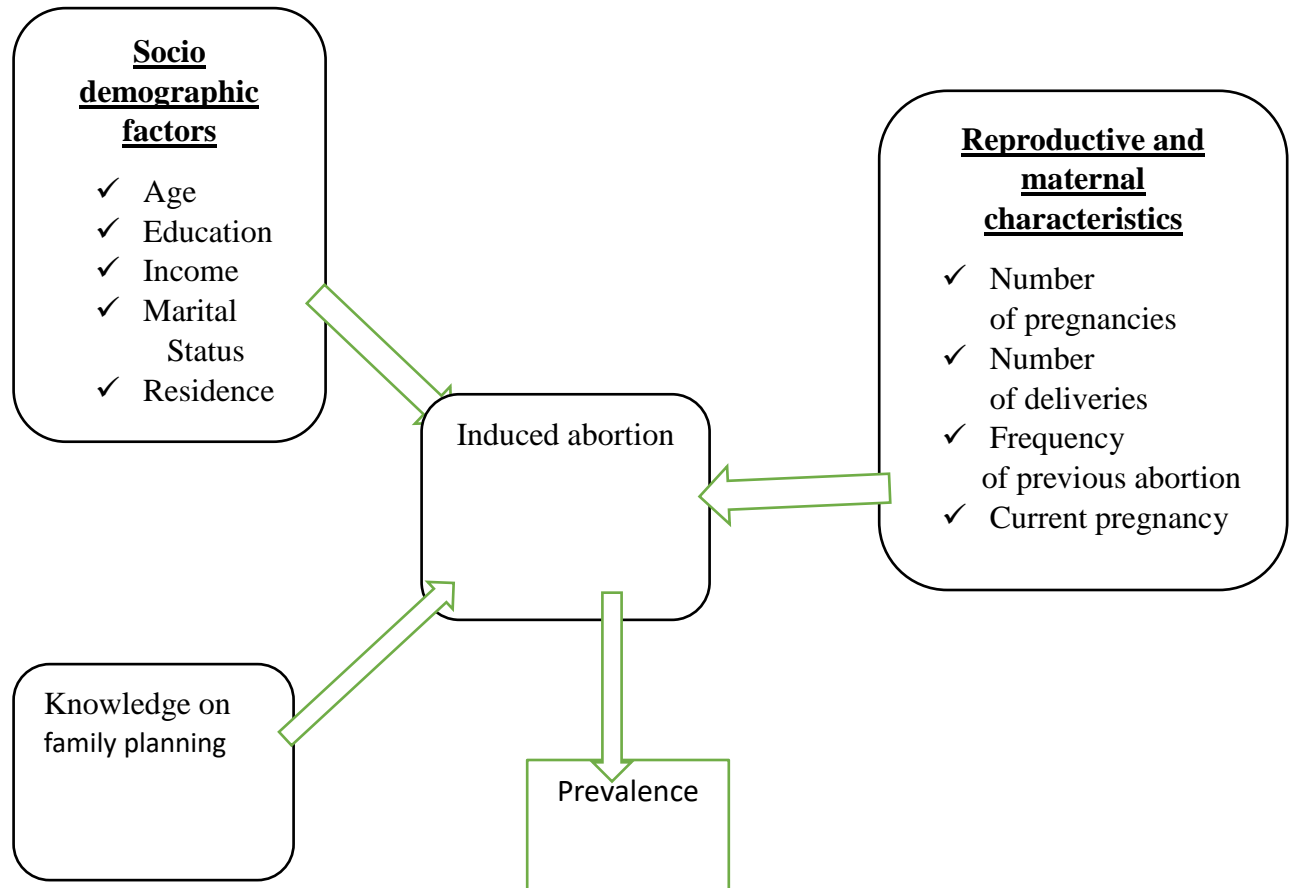 Socio
demographic
factors
✓ Age
✓ Education
✓ Income
✓ Marital
Status
✓ Residence
Reproductive and
maternal
characteristics
✓ Number
of pregnancies
✓ Number
of deliveries
✓ Frequency
of previous abortion
✓ Current pregnancy
Induced abortion
Knowledge on
family planning
Prevalence